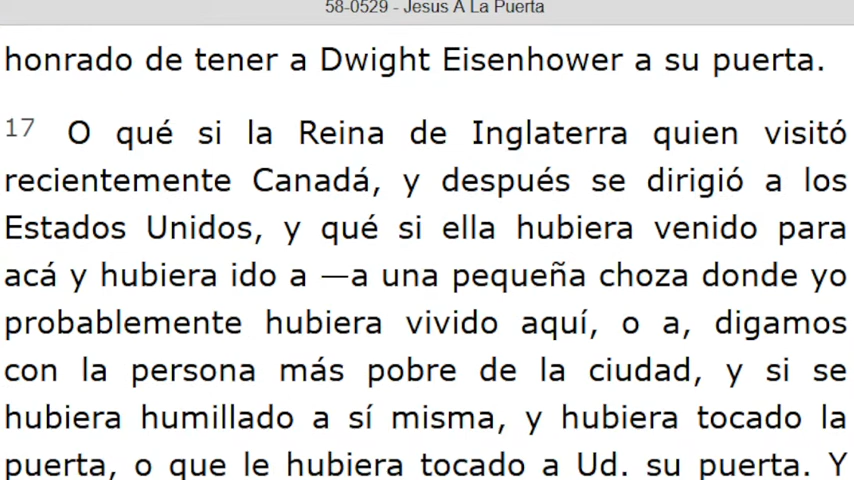 58-0529 - Jesus A La Puerta
honrado de tener a Dwight Eisenhower a su puerta.
17 O qué si la Reina de Inglaterra quien visitó
recientemente Canadá, y después se dirigió a los
Estados Unidos, y qué si ella hubiera venido para
acá y hubiera ido a —a una pequeña choza donde yo
probablemente hubiera vivido aquí, o a, digamos
con la persona más pobre de la ciudad, y si se
hubiera humillado a sí misma, y hubiera tocado la
puerta, o que le hubiera tocado a Ud. su puerta. Y